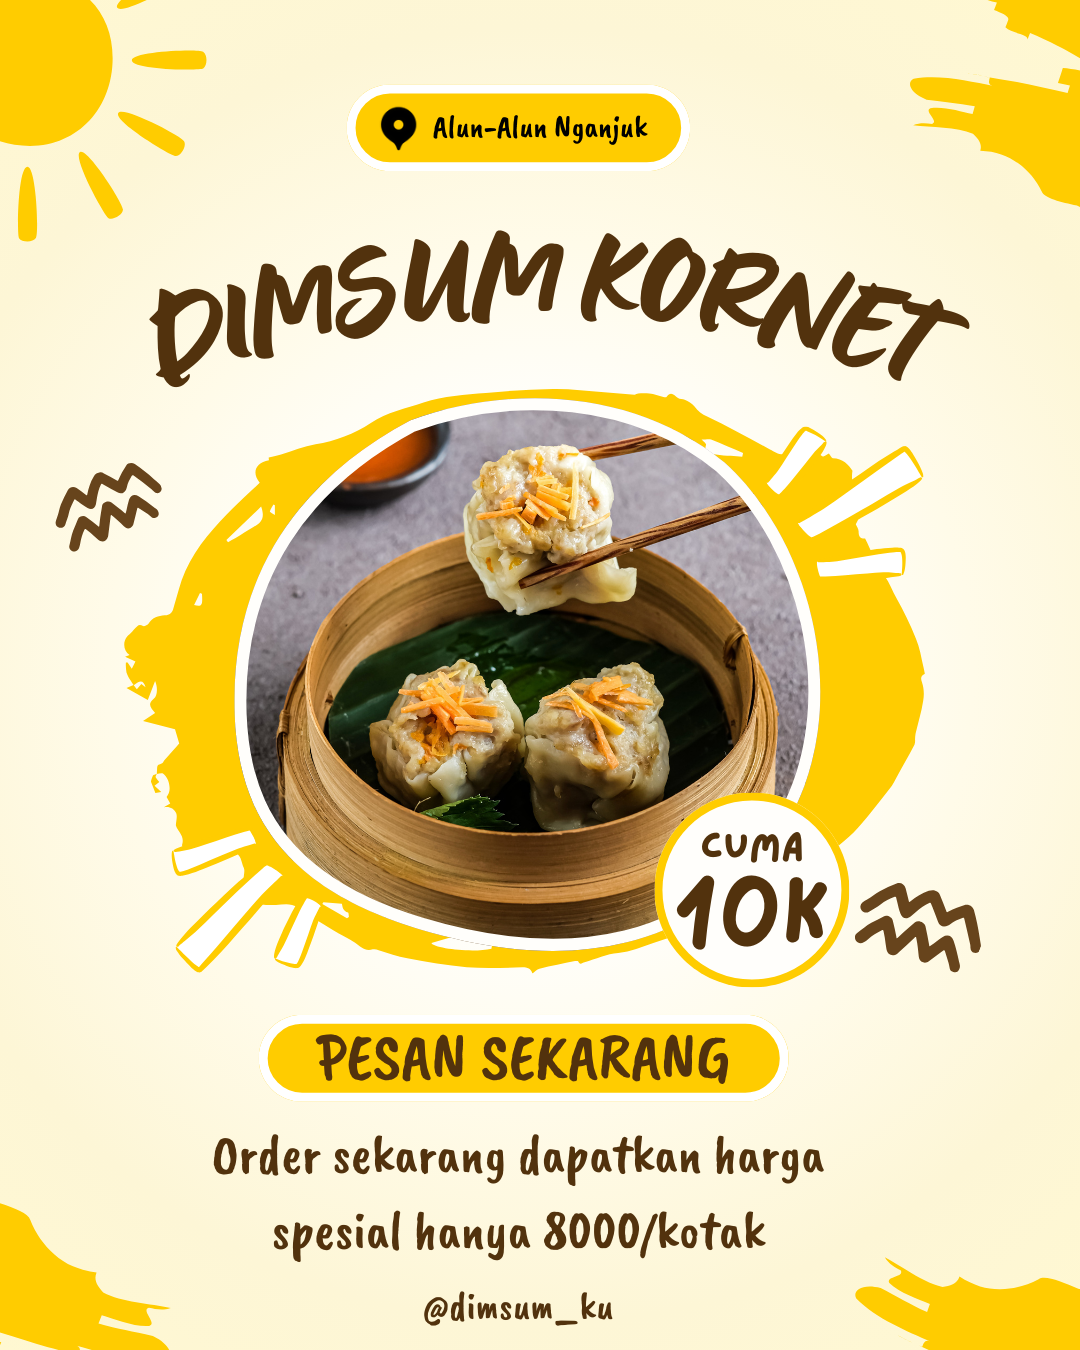 Alun-Alun Nganjuk
DIMSUM KORNET
CUMA
10K
PESAN SEKARANG
Order sekarang dapatkan harga
spesial hanya 8000/kotak
@dimsum_ku